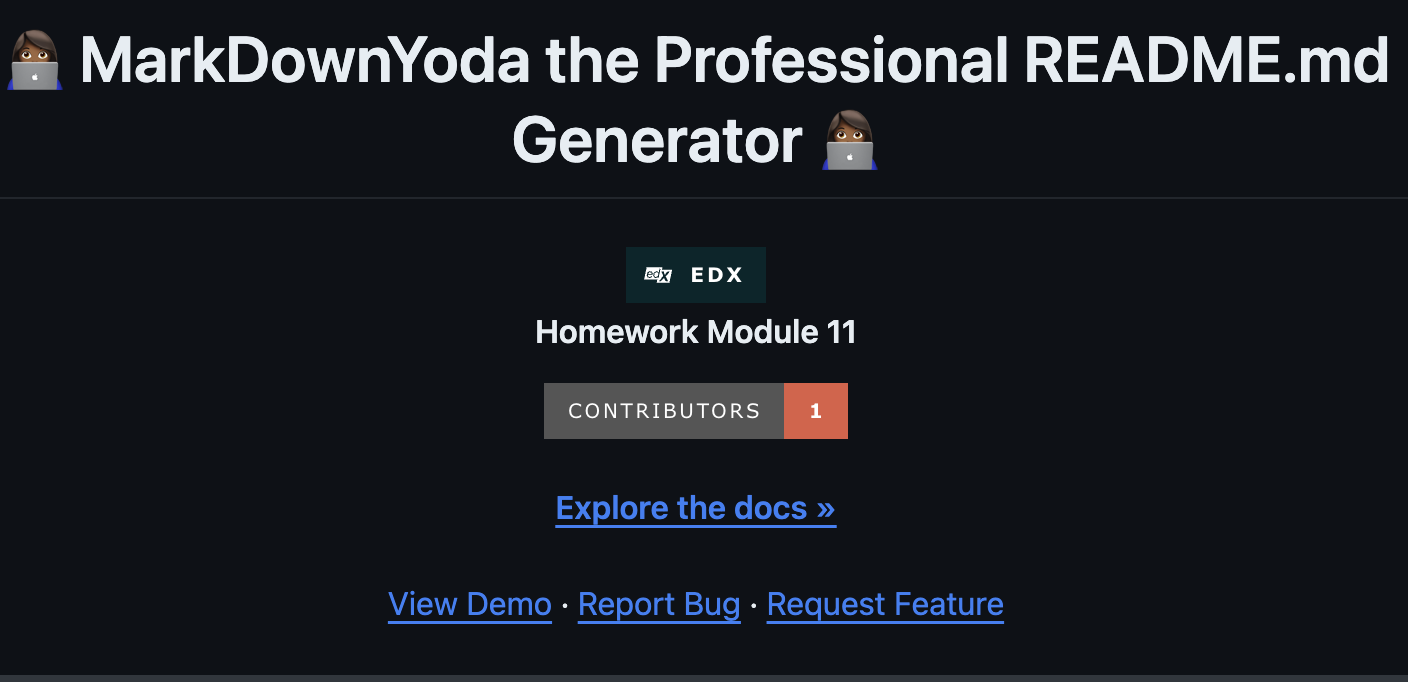 MarkDownYoda the Professional README.md
Generator
edX EDX
Homework Module 11
CONTRIBUTORS 1
Explore the docs »
View Demo · Report Bug · Request Feature